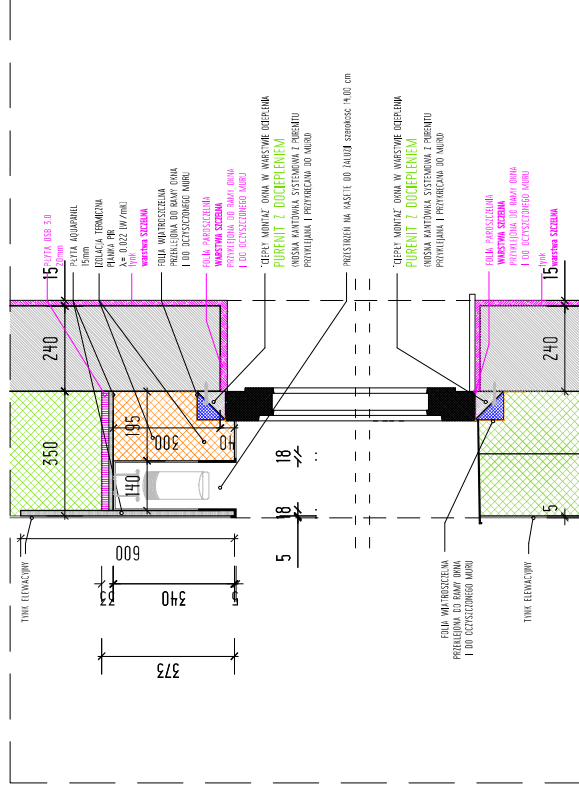 PŁYTA OSB 3.0
20mm
PŁYTA AQUAPANEL
15mm
IZOLACJA TERMICZNA
PIANKA PIR
λ= 0.022 [W/mK]
tynk
warstwa SZCZELNA
FOLIA WIATROSZCZELNA
PRZEKLEJONA DO RAMY OKNA
I DO OCZYSZCZONEGO MURU
FOLIA PAROSZCZELNA
WARSTWA SZCZELNA
PRZYKLEJONA DO RAMY OKNA
I DO OCZYSZCZONEGO MURU
"CIEPŁY MONTAŻ" OKNA W WARSTWIE OCIEPLENIA
PURENIT Z DOCIEPLENIEM
(NOŚNA KANTÓWKA SYSTEMOWA Z PURENITU
PRZYKLEJANA I PRZYKRĘCANA DO MURU)
PRZESTRZEŃ NA KASETĘ DO ŻALUZJI szerokość 14,00 cm
"CIEPŁY MONTAŻ" OKNA W WARSTWIE OCIEPLENIA
PURENIT Z DOCIEPLENIEM
(NOŚNA KANTÓWKA SYSTEMOWA Z PURENITU
PRZYKLEJANA I PRZYKRĘCANA DO MURU)
FOLIA PAROSZCZELNA
WARSTWA SZCZELNA
PRZYKLEJONA DO RAMY OKNA
I DO OCZYSZCZONEGO MURU
tynk
warstwa SZCZELNA
15
240
350
195
300
40
140
18
18
5
600
33
340
5
373
15
240
5
TYNK ELEWACYJNY
FOLIA WIATROSZCZELNA
PRZEKLEJONA DO RAMY OKNA
I DO OCZYSZCZONEGO MURU
TYNK ELEWACYJNY